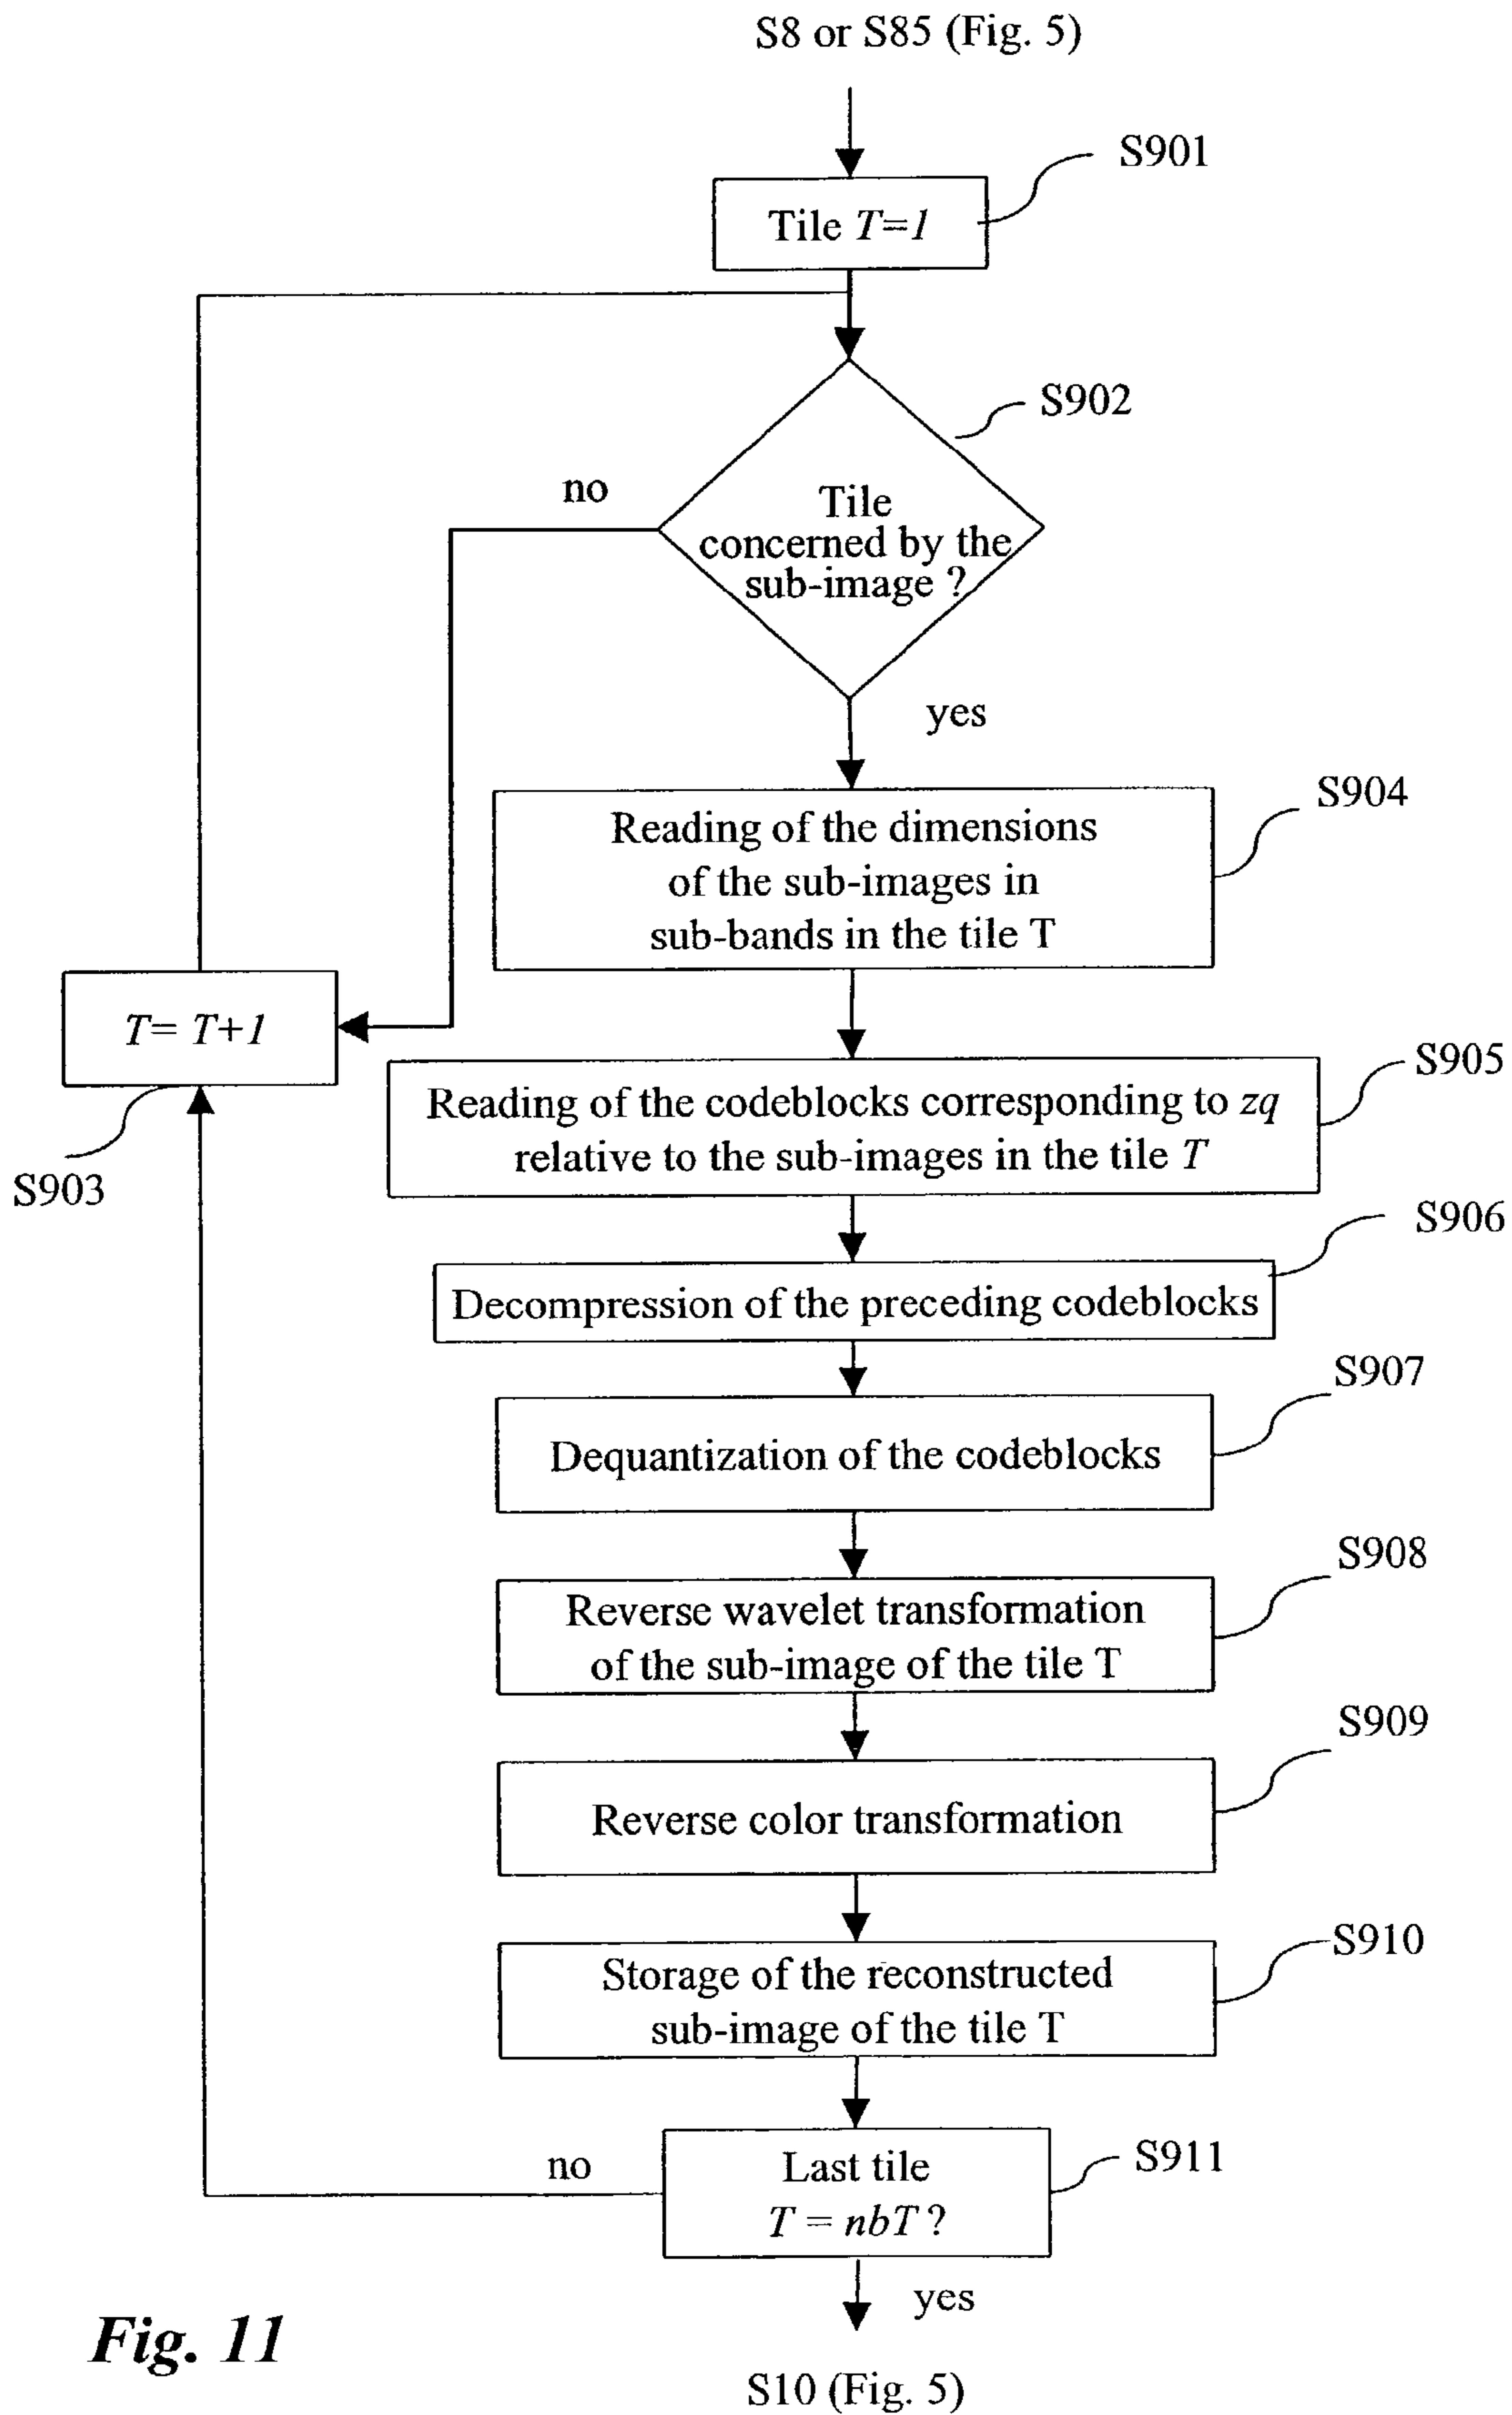 S8 or S85 (Fig. 5)
S901
Tile T=1
S902
no
Tile
concerned by the
sub-image ?
yes
S904
Reading of the dimensions
of the sub-images in
sub-bands in the tile T
T= T+1
S903
S905
Reading of the codeblocks corresponding to zq
relative to the sub-images in the tile T
S906
Decompression of the preceding codeblocks
S907
Dequantization of the codeblocks
S908
Reverse wavelet transformation
of the sub-image of the tile T
S909
Reverse color transformation
S910
Storage of the reconstructed
sub-image of the tile T
no
Last tile
T = nbT ?
S911
yes
Fig. 11
S10 (Fig. 5)